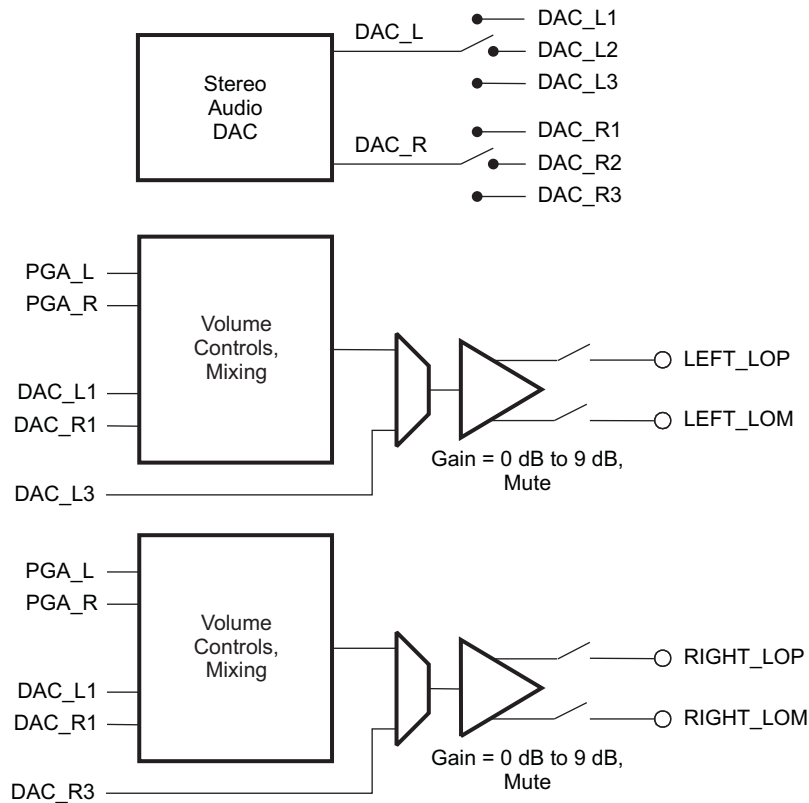 DAC_L
DAC_L1
DAC_L2
DAC_L3
Stereo
Audio
DAC
DAC_R
DAC_R1
DAC_R2
DAC_R3
PGA_L
PGA_R
DAC_L1
DAC_R1
DAC_L3
Volume
Controls,
Mixing
LEFT_LOP
LEFT_LOM
Gain = 0 dB to 9 dB,
Mute
PGA_L
PGA_R
DAC_L1
DAC_R1
DAC_R3
Volume
Controls,
Mixing
RIGHT_LOP
RIGHT_LOM
Gain = 0 dB to 9 dB,
Mute